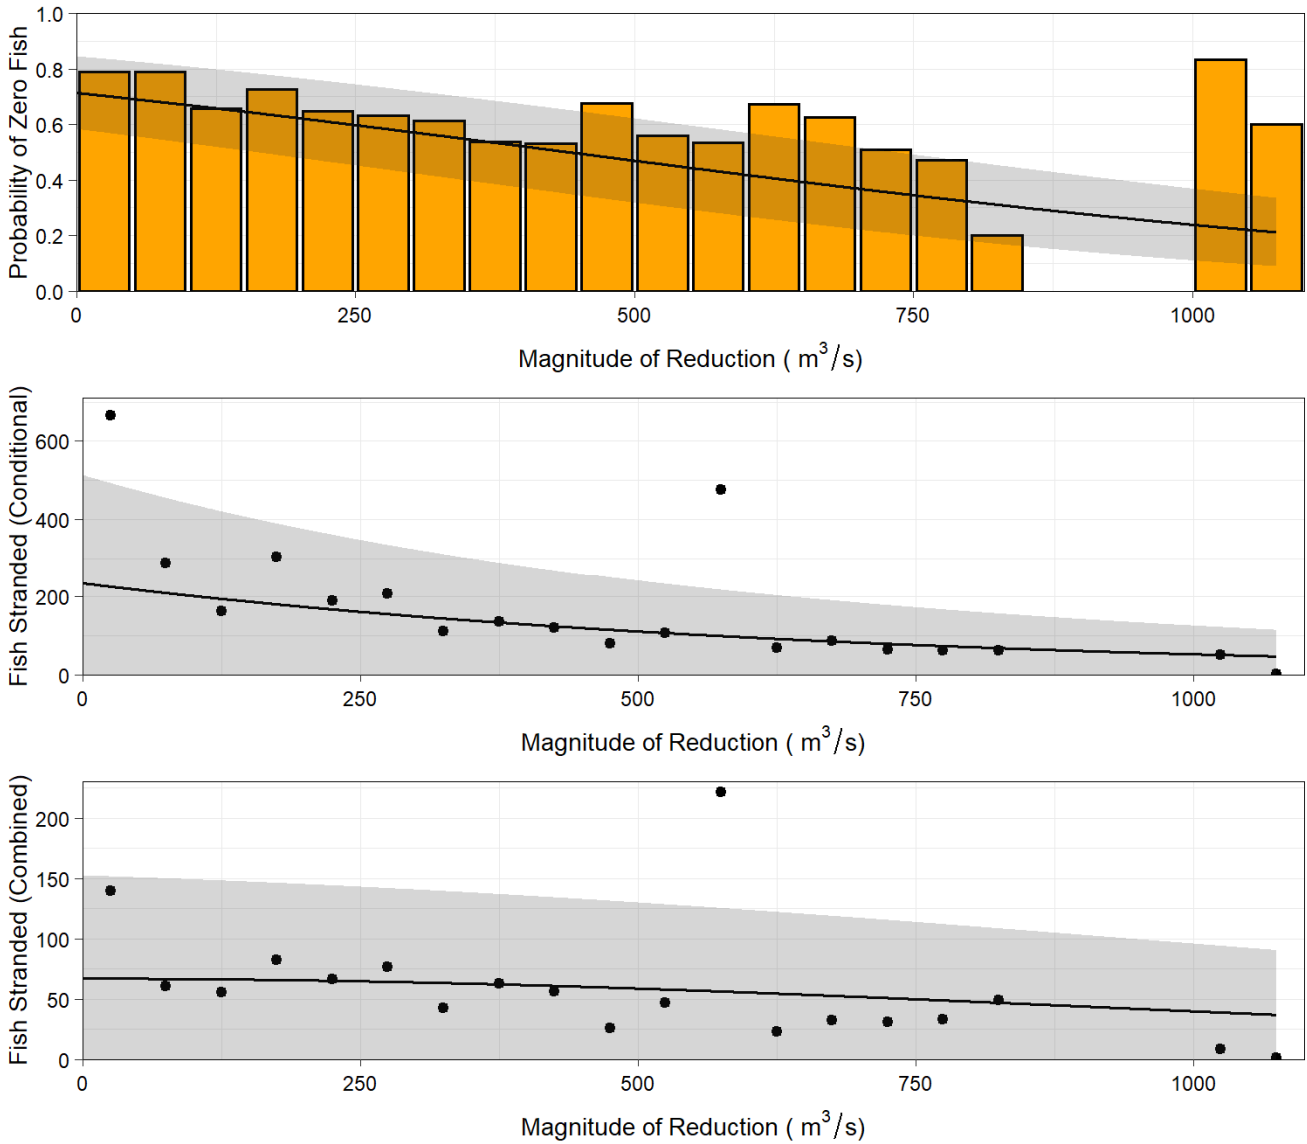 Probability of Zero Fish
1.0
0.8
0.6
0.4
0.2
0.0
0 250 500 750 1000
Magnitude of Reduction ( m³/s)
Fish Stranded (Conditional)
600
400
200
0
0 250 500 750 1000
Magnitude of Reduction ( m³/s)
Fish Stranded (Combined)
200
150
100
50
0
0 250 500 750 1000
Magnitude of Reduction ( m³/s)